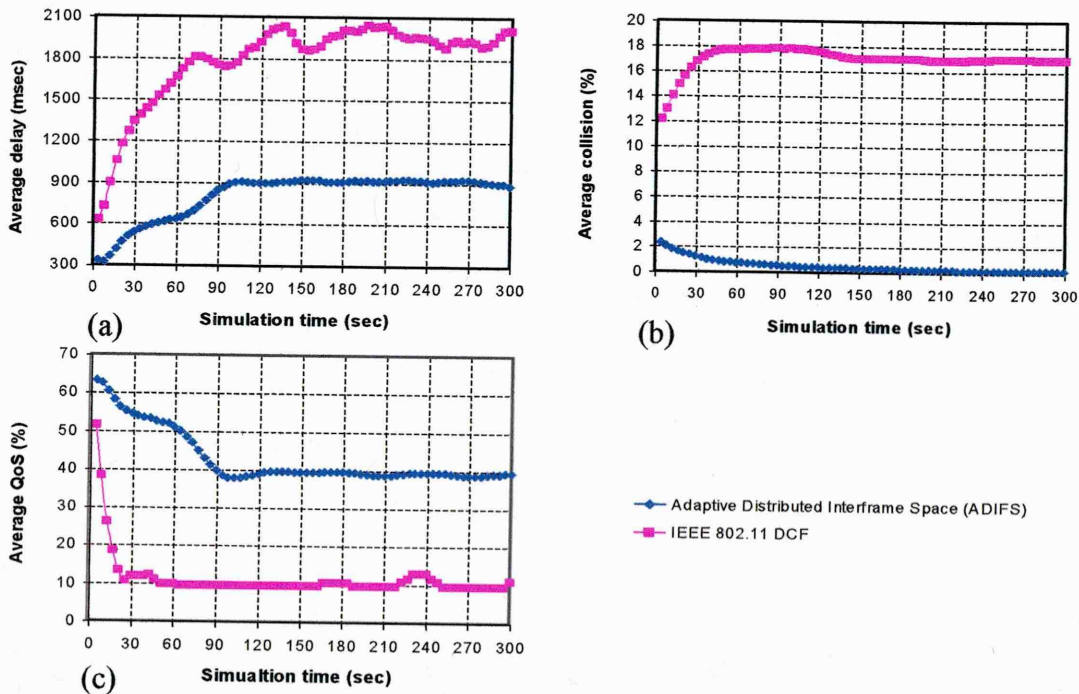 Average delay (msec)
2100
1800
1500
1200
900
600
300
0 30 60 90 120 150 180 210 240 270 300
(a)
Simulation time (sec)
Average collision (%)
20
18
16
14
12
10
8
6
4
2
0
0 30 60 90 120 150 180 210 240 270 300
(b)
Simulation time (sec)
Average QoS (%)
70
60
50
40
30
20
10
0
0 30 60 90 120 150 180 210 240 270 300
(c)
Simualtion time (sec)
Adaptive Distributed Interframe Space (ADIFS)
IEEE 802.11 DCF